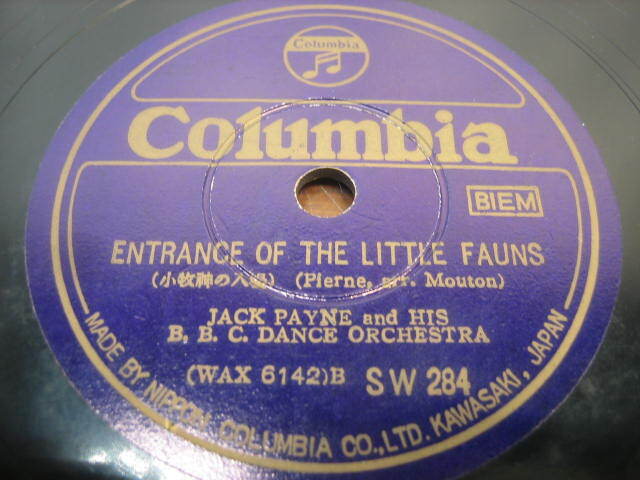 Columbia
Columbia
BIEM
ENTRANCE OF THE LITTLE FAUNS
(小牧神の入場) (Pierne, arr. Mouton)
JACK PAYNE and HIS
B. B. C. DANCE ORCHESTRA
(WAX 6142)B SW 284
MADE BY NIPPON COLUMBIA CO., LTD. KAWASAKI, JAPAN